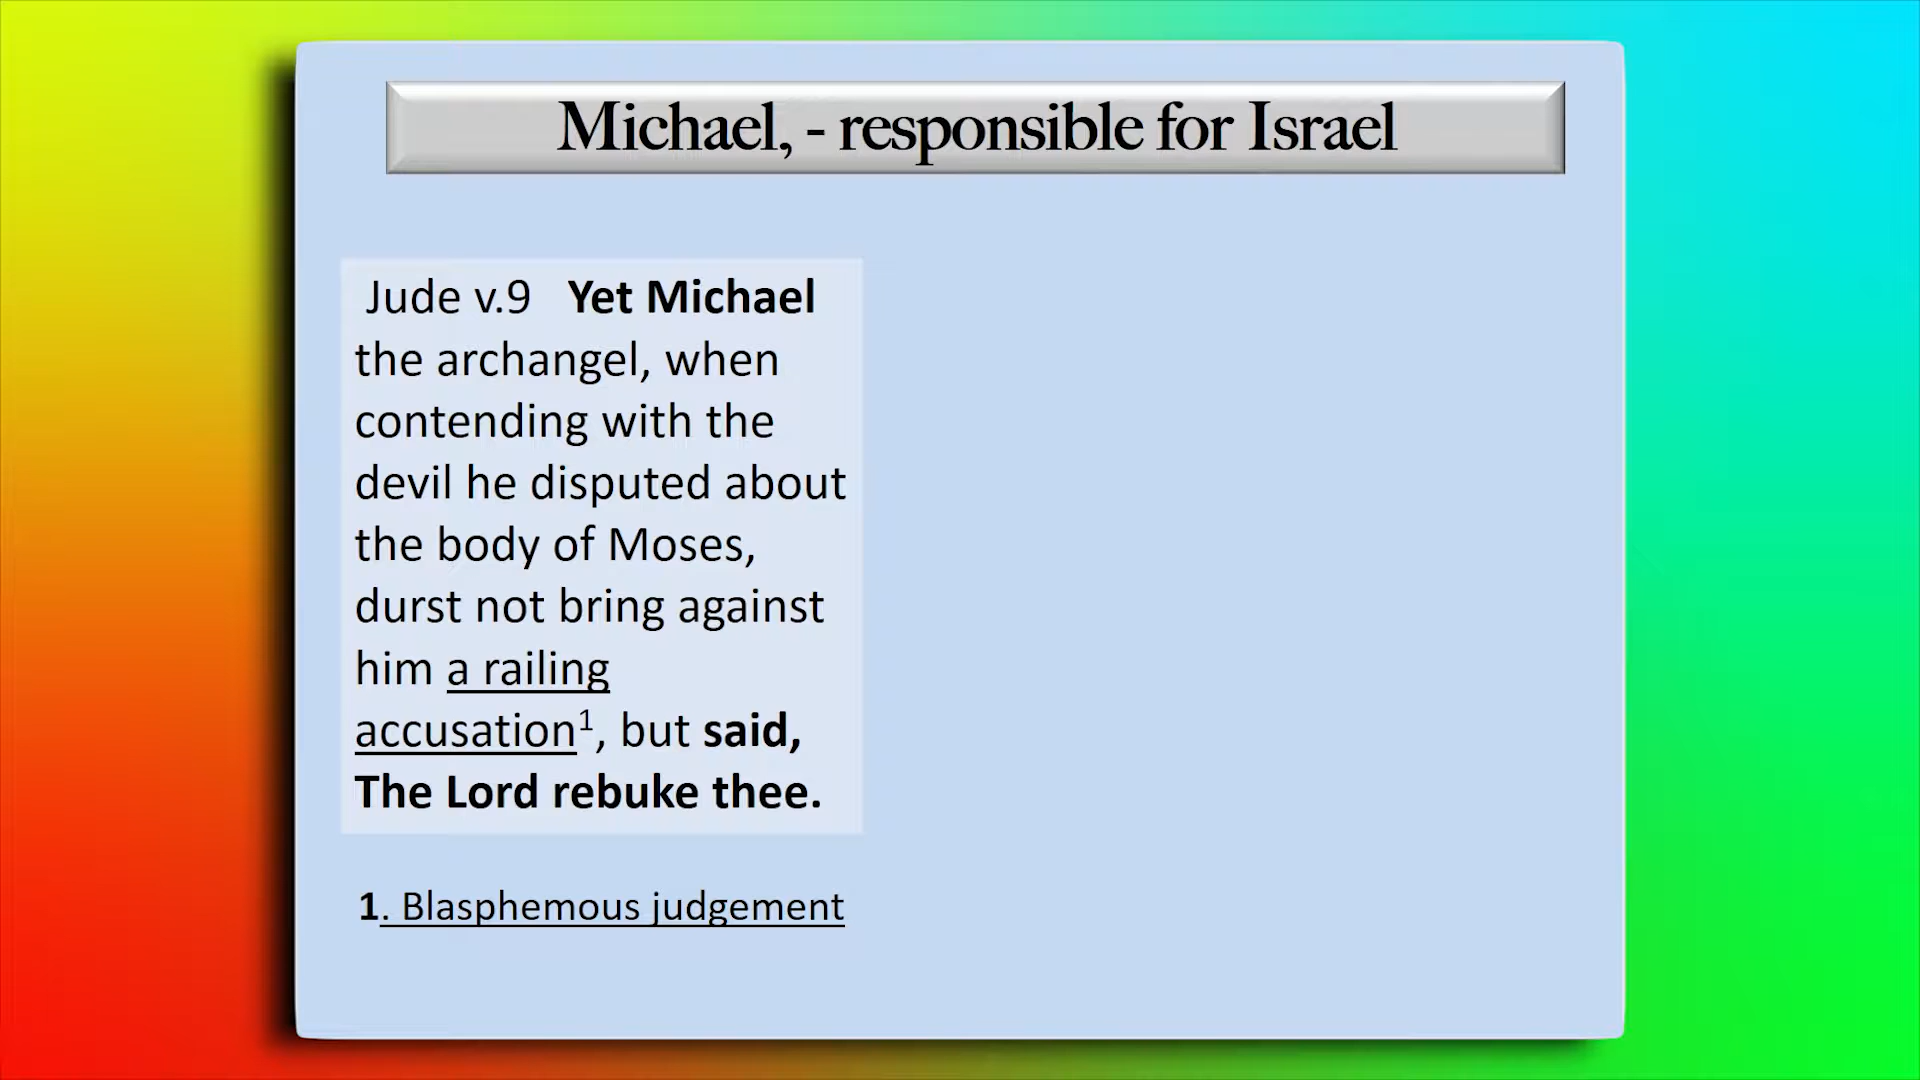 Michael, - responsible for Israel
Jude v.9 Yet Michael
the archangel, when
contending with the
devil he disputed about
the body of Moses,
durst not bring against
him a railing
accusation¹, but said,
The Lord rebuke thee.
1. Blasphemous judgement